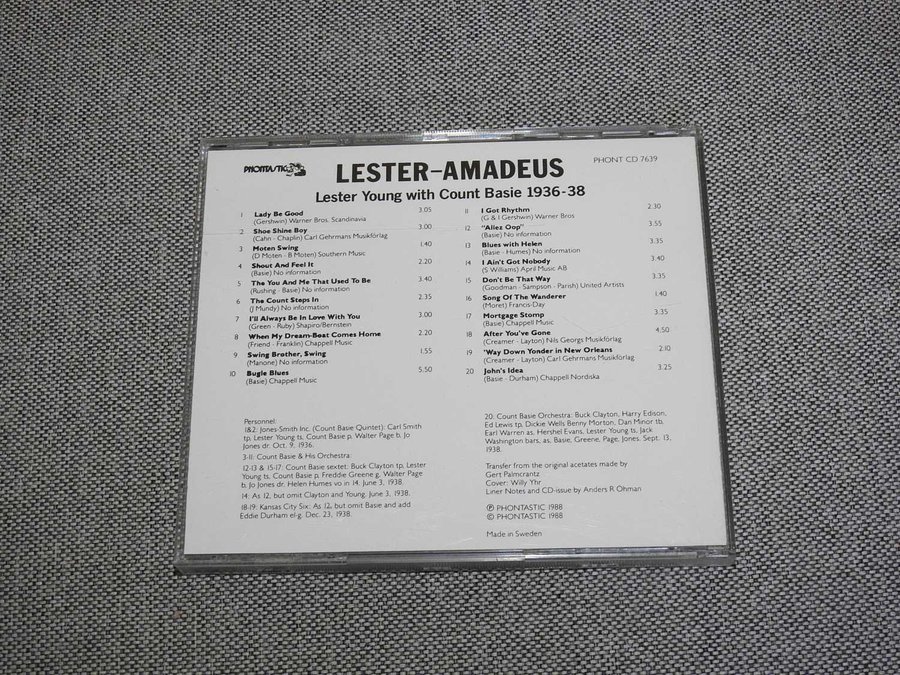 PHONTASTIC
LESTER-AMADEUS
PHONT CD 7639
Lester Young with Count Basie 1936-38
1 Lady Be Good 3.05
(Gershwin) Warner Bros. Scandinavia
2 Shoe Shine Boy 3.00
(Cahn - Chaplin) Carl Gehrmans Musikförlag
3 Moten Swing 1.40
(D Moten - B Moten) Southern Music
4 Shout and Feel It 2.20
(Basie) No information
5 The You And Me That Used To Be 3.40
(Rushing - Basie) No information
6 The Count Steps In 2.35
(J Mundy) No information
7 I'll Always Be In Love With You 3.00
(Green - Ruby) Shapiro/Bernstein
8 When My Dream-Boat Comes Home 2.20
(Friend - Franklin) Chappell Music
9 Swing Brother, Swing 1.55
(Manone) No information
10 Bugle Blues 5.50
(Basie) Chappell Music
11 I Got Rhythm 2.30
(G & I Gershwin) Warner Bros
12 "Allez Oop" 3.55
(Basie) No information
13 Blues with Helen 3.35
(Basie - Humes) No information
14 I Ain't Got Nobody 3.40
(S Williams) April Music AB
15 Don't Be That Way 3.35
(Goodman - Sampson - Parish) United Artists
16 Song Of The Wanderer 1.40
(Moret) Francis-Day
17 Mortgage Stomp 3.35
(Basie) Chappell Music
18 After You've Gone 4.50
(Creamer - Layton) Nils Georgs Musikförlag
19 'Way Down Yonder in New Orleans 2.10
(Creamer - Layton) Carl Gehrmans Musikförlag
20 John's Idea 3.25
(Basie - Durham) Chappell Nordiska
Personnel:
1&2: Jones-Smith Inc. (Count Basie Quintet): Carl Smith
tp, Lester Young ts, Count Basie p, Walter Page b, Jo
Jones dr. Oct. 9, 1936.
3-11: Count Basie & His Orchestra:
12-13 & 15-17: Count Basie sextet: Buck Clayton tp, Lester
Young ts, Count Basie p, Freddie Greene g, Walter Page
b, Jo Jones dr. Helen Humes vo in 14. June 3, 1938.
14: As 12, but omit Clayton and Young. June 3, 1938.
18-19: Kansas City Six: As 12, but omit Basie and add
Eddie Durham el-g. Dec. 23, 1938.
20. Count Basie Orchestra: Buck Clayton, Harry Edison,
Ed Lewis tp, Dickie Wells Benny Morton, Dan Minor tb,
Earl Warren as, Hershel Evans, Lester Young ts, Jack
Washington bars, as, Basie, Greene, Page, Jones. Sept. 13,
1938.
Transfer from the original acetates made by
Gert Palmcrantz
Cover: Willy Yhr
Liner Notes and CD-issue by Anders R Öhman
℗ PHONTASTIC 1988
© PHONTASTIC 1988
Made in Sweden